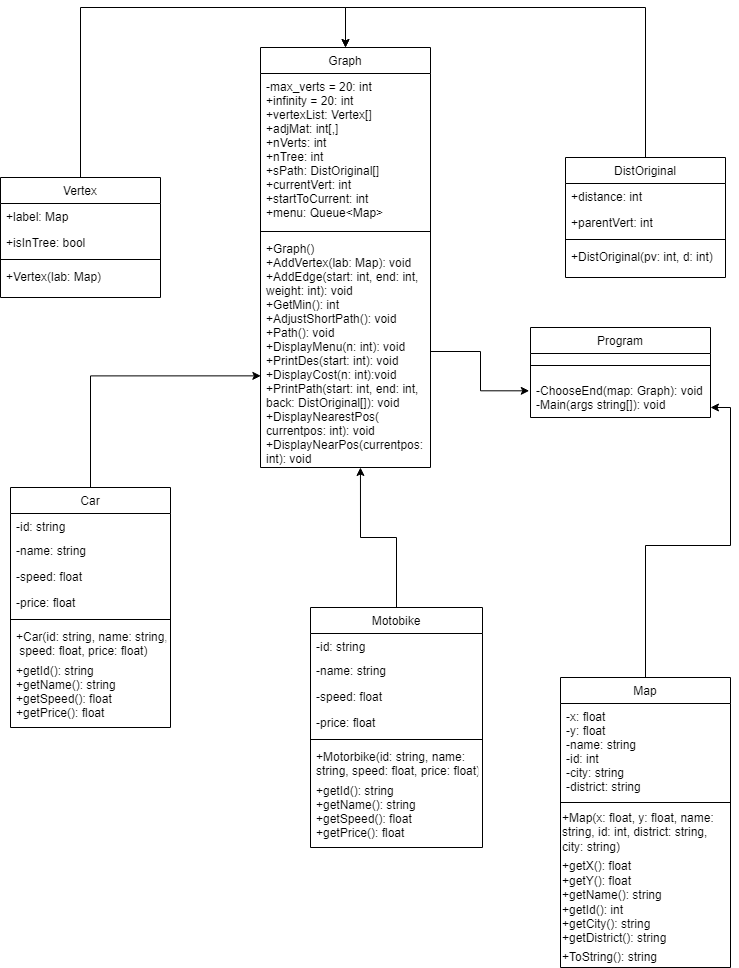 Graph
-max_verts = 20: int
+infinity = 20: int
+vertexList: Vertex[]
+adjMat: int[,]
+nVerts: int
+nTree: int
+sPath: DistOriginal[]
+currentVert: int
+startToCurrent: int
+menu: Queue<Map>
+Graph()
+AddVertex(lab: Map): void
+AddEdge(start: int, end: int,
weight: int): void
+GetMin(): int
+AdjustShortPath(): void
+Path(): void
+DisplayMenu(n: int): void
+PrintDes(start: int): void
+DisplayCost(n: int):void
+PrintPath(start: int, end: int,
back: DistOriginal[]): void
+DisplayNearestPos(
currentpos: int): void
+DisplayNearPos(currentpos:
int): void
Vertex
+label: Map
+isInTree: bool
+Vertex(lab: Map)
DistOriginal
+distance: int
+parentVert: int
+DistOriginal(pv: int, d: int)
Program
-ChooseEnd(map: Graph): void
-Main(args string[]): void
Car
-id: string
-name: string
-speed: float
-price: float
+Car(id: string, name: string,
speed: float, price: float)
+getId(): string
+getName(): string
+getSpeed(): float
+getPrice(): float
Motobike
-id: string
-name: string
-speed: float
-price: float
+Motorbike(id: string, name:
string, speed: float, price: float)
+getId(): string
+getName(): string
+getSpeed(): float
+getPrice(): float
Map
-x: float
-y: float
-name: string
-id: int
-city: string
-district: string
+Map(x: float, y: float, name:
string, id: int, district: string,
city: string)
+getX(): float
+getY(): float
+getName(): string
+getId(): int
+getCity(): string
+getDistrict(): string
+ToString(): string